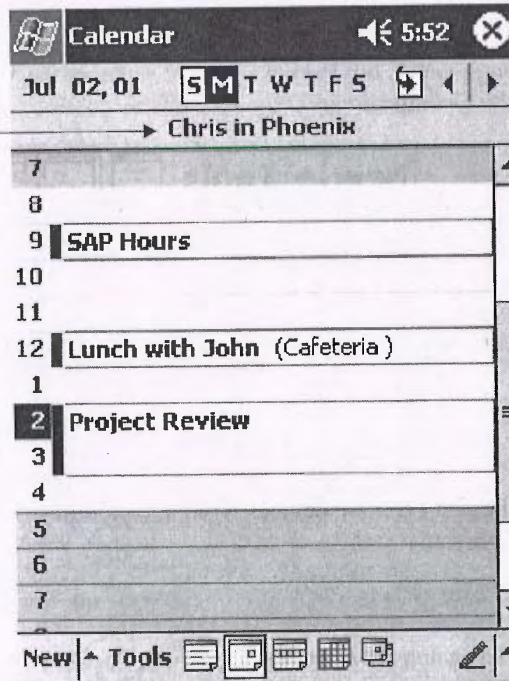 Calendar 5:52
Jul 02, 01 S M T W T F S
Chris in Phoenix
7
8
9 SAP Hours
10
11
12 Lunch with John (Cafeteria )
1
2 Project Review
3
4
5
6
7
New Tools